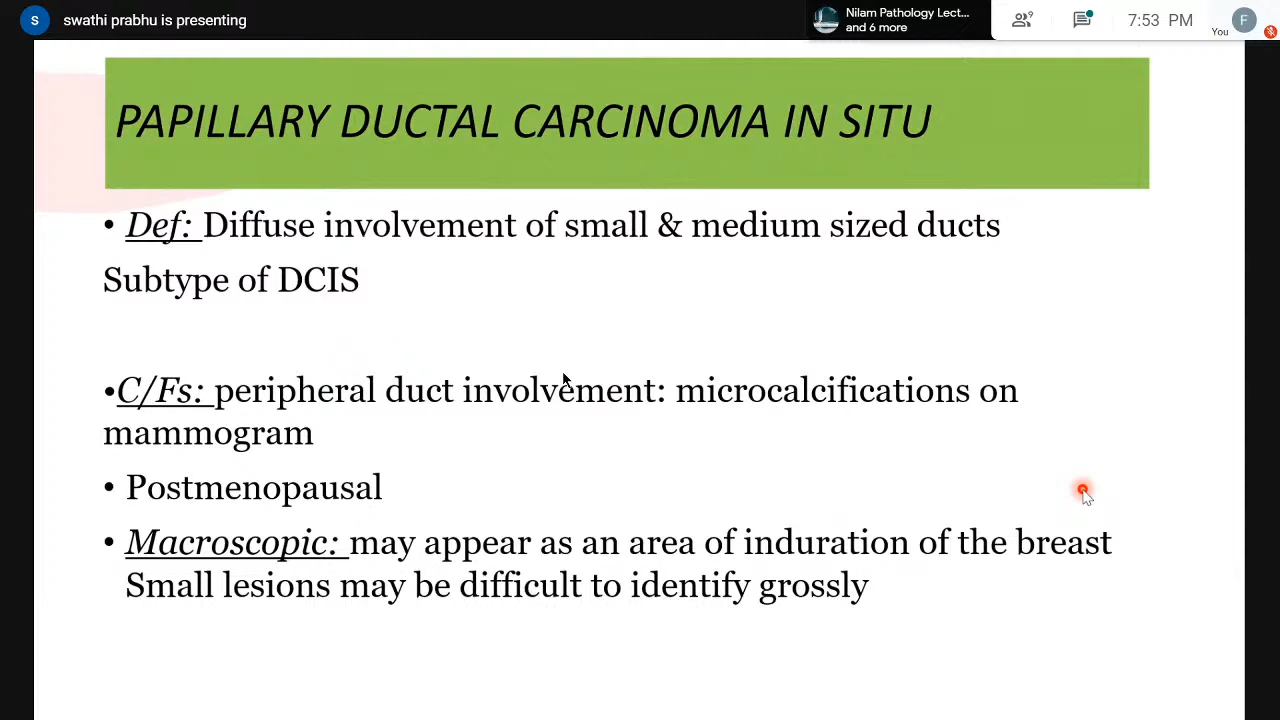 S swathi prabhu is presenting
Nilam Pathology Lect...
and 6 more
9
7:53 PM
You
F
PAPILLARY DUCTAL CARCINOMA IN SITU
• Def: Diffuse involvement of small & medium sized ducts
Subtype of DCIS
•C/Fs: peripheral duct involvement: microcalcifications on
mammogram
• Postmenopausal
• Macroscopic: may appear as an area of induration of the breast
Small lesions may be difficult to identify grossly